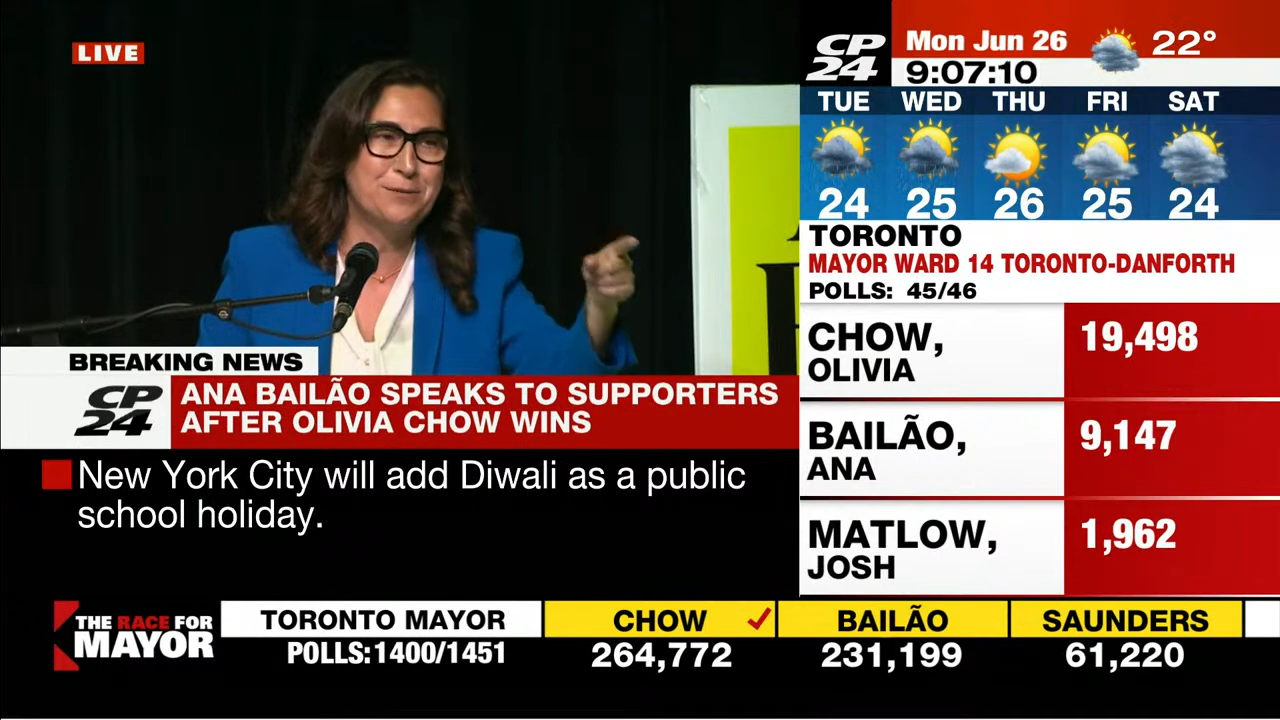 LIVE
CP
24
Mon Jun 26
22°
9:07:10
TUE WED THU FRI SAT
24 25 26 25 24
TORONTO
MAYOR WARD 14 TORONTO-DANFORTH
POLLS: 45/46
CHOW,
OLIVIA
19,498
BAILÃO,
ANA
9,147
MATLOW,
JOSH
1,962
BREAKING NEWS
CP
24
ANA BAILÃO SPEAKS TO SUPPORTERS
AFTER OLIVIA CHOW WINS
New York City will add Diwali as a public
school holiday.
THE RACE FOR
MAYOR
TORONTO MAYOR
POLLS:1400/1451
CHOW
264,772
BAILÃO
231,199
SAUNDERS
61,220